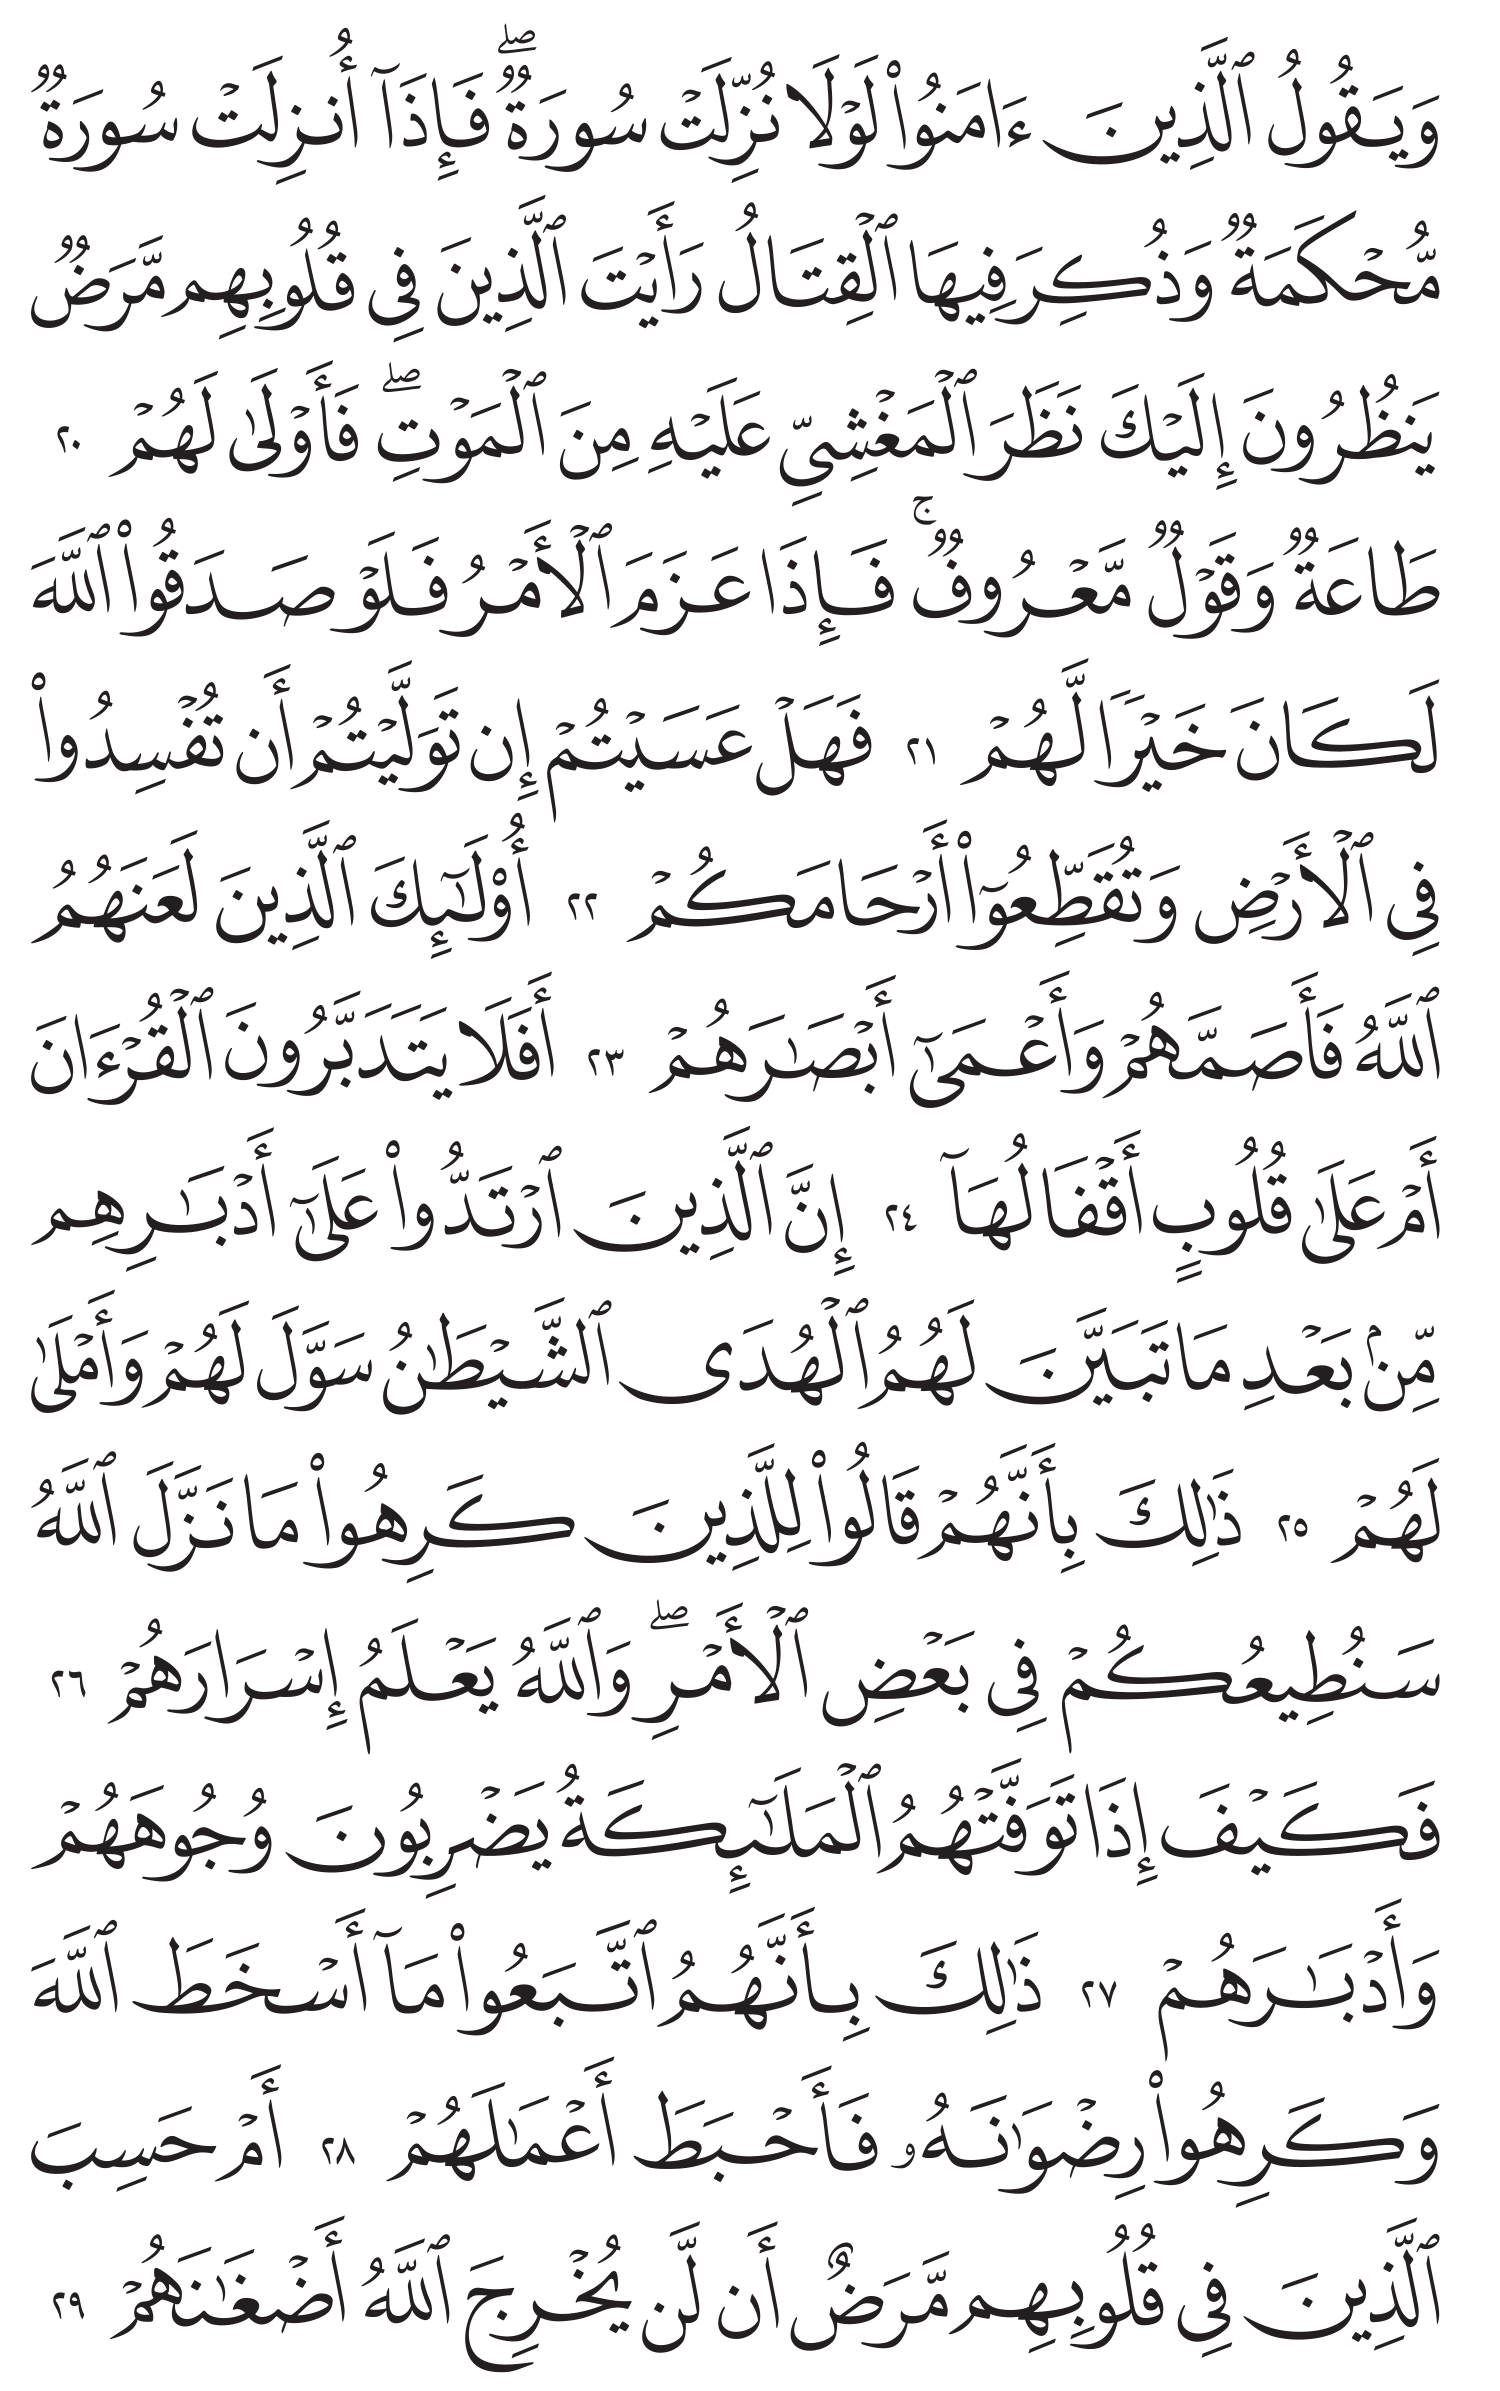 وَيَقُولُ ٱلَّذِينَ ءَامَنُوا۟ لَوْلَا نُزِّلَتْ سُورَةٌۭ ۖ فَإِذَآ أُنزِلَتْ سُورَةٌۭ
مُّحْكَمَةٌۭ وَذُكِرَ فِيهَا ٱلْقِتَالُ رَأَيْتَ ٱلَّذِينَ فِى قُلُوبِهِم مَّرَضٌۭ
يَنظُرُونَ إِلَيْكَ نَظَرَ ٱلْمَغْشِىِّ عَلَيْهِ مِنَ ٱلْمَوْتِ ۖ فَأَوْلَىٰ لَهُمْ ٢٠
طَاعَةٌۭ وَقَوْلٌۭ مَّعْرُوفٌۭ ۚ فَإِذَا عَزَمَ ٱلْأَمْرُ فَلَوْ صَدَقُوا۟ ٱللَّهَ
لَكَانَ خَيْرًۭا لَّهُمْ ٢١ فَهَلْ عَسَيْتُمْ إِن تَوَلَّيْتُمْ أَن تُفْسِدُوا۟
فِى ٱلْأَرْضِ وَتُقَطِّعُوٓا۟ أَرْحَامَكُمْ ٢٢ أُو۟لَـٰٓئِكَ ٱلَّذِينَ لَعَنَهُمُ
ٱللَّهُ فَأَصَمَّهُمْ وَأَعْمَىٰٓ أَبْصَـٰرَهُمْ ٢٣ أَفَلَا يَتَدَبَّرُونَ ٱلْقُرْءَانَ
أَمْ عَلَىٰ قُلُوبٍ أَقْفَالُهَآ ٢٤ إِنَّ ٱلَّذِينَ ٱرْتَدُّوا۟ عَلَىٰٓ أَدْبَـٰرِهِم
مِّنۢ بَعْدِ مَا تَبَيَّنَ لَهُمُ ٱلْهُدَى ٱلشَّيْطَـٰنُ سَوَّلَ لَهُمْ وَأَمْلَىٰ
لَهُمْ ٢٥ ذَٰلِكَ بِأَنَّهُمْ قَالُوا۟ لِلَّذِينَ كَرِهُوا۟ مَا نَزَّلَ ٱللَّهُ
سَنُطِيعُكُمْ فِى بَعْضِ ٱلْأَمْرِ ۖ وَٱللَّهُ يَعْلَمُ إِسْرَارَهُمْ ٢٦
فَكَيْفَ إِذَا تَوَفَّتْهُمُ ٱلْمَلَـٰٓئِكَةُ يَضْرِبُونَ وُجُوهَهُمْ
وَأَدْبَـٰرَهُمْ ٢٧ ذَٰلِكَ بِأَنَّهُمُ ٱتَّبَعُوا۟ مَآ أَسْخَطَ ٱللَّهَ
وَكَرِهُوا۟ رِضْوَٰنَهُۥ فَأَحْبَطَ أَعْمَـٰلَهُمْ ٢٨ أَمْ حَسِبَ
ٱلَّذِينَ فِى قُلُوبِهِم مَّرَضٌ أَن لَّن يُخْرِجَ ٱللَّهُ أَضْغَـٰنَهُمْ ٢٩